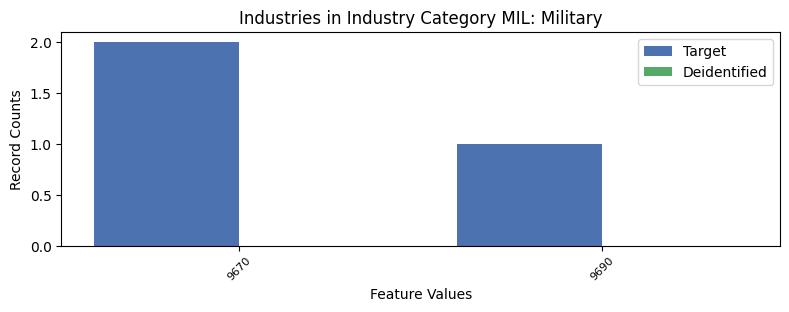 Industries in Industry Category MIL: Military
Target
Deidentified
Record Counts
2.0
1.5
1.0
0.5
0.0
9670
9690
Feature Values